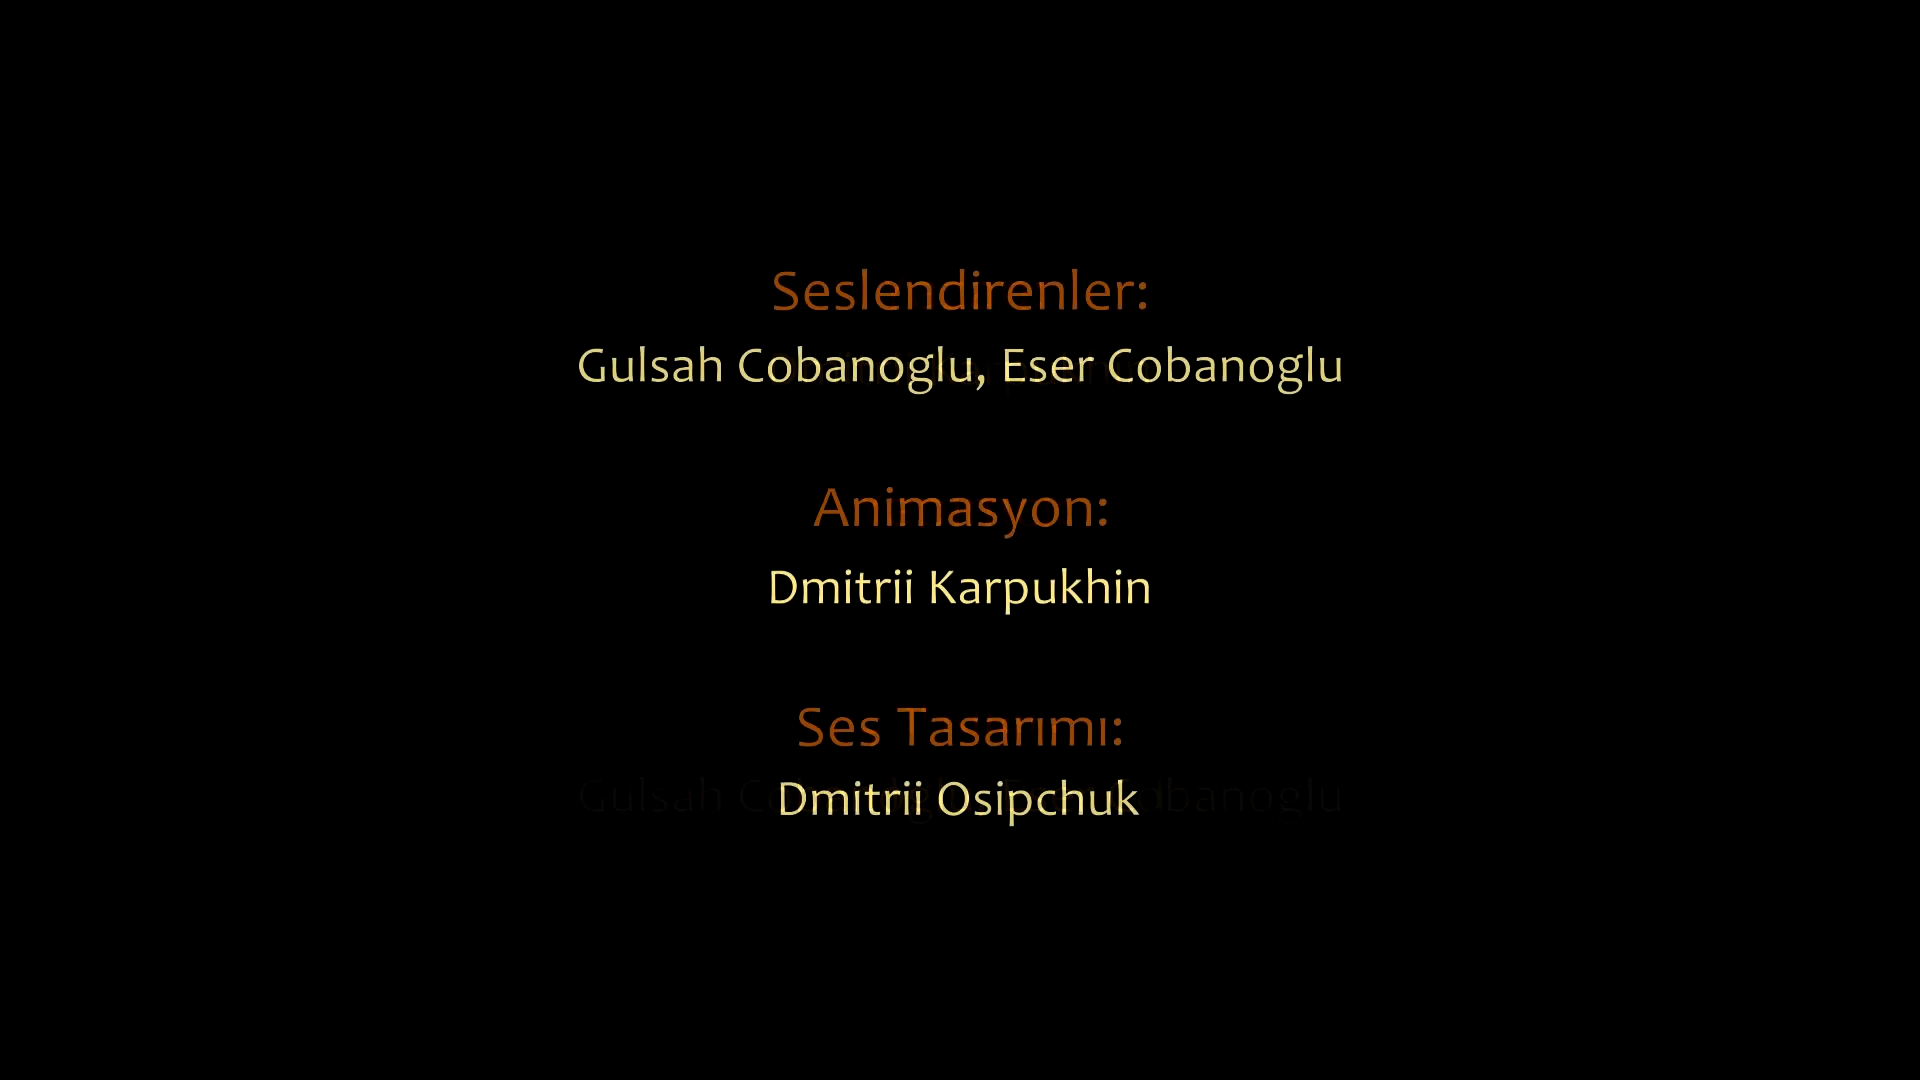 Seslendirenler:
Gulsah Cobanoglu, Eser Cobanoglu
Animasyon:
Dmitrii Karpukhin
Ses Tasarımı:
Dmitrii Osipchuk